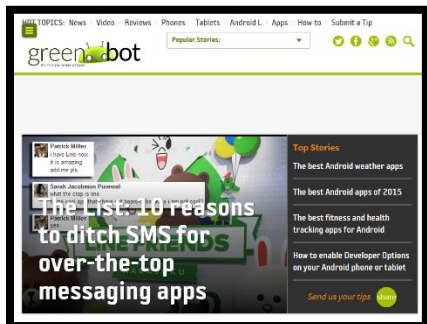 HOT TOPICS: News Video Reviews Phones Tablets Android L Apps How-to Submit a Tip
Popular Stories:
greenbot
Top Stories
The best Android weather apps
The best Android apps of 2015
The best fitness and health
tracking apps for Android
How to enable Developer Options
on your Android phone or tablet
Send us your tips share
Patrick Miller
i have Line now
it is amazing
add me plx
Sarah Jacobsson Purewal
what the crap is line
Patrick Miller
LINE FRIENDS
The List: 10 reasons
to ditch SMS for
over-the-top
messaging apps